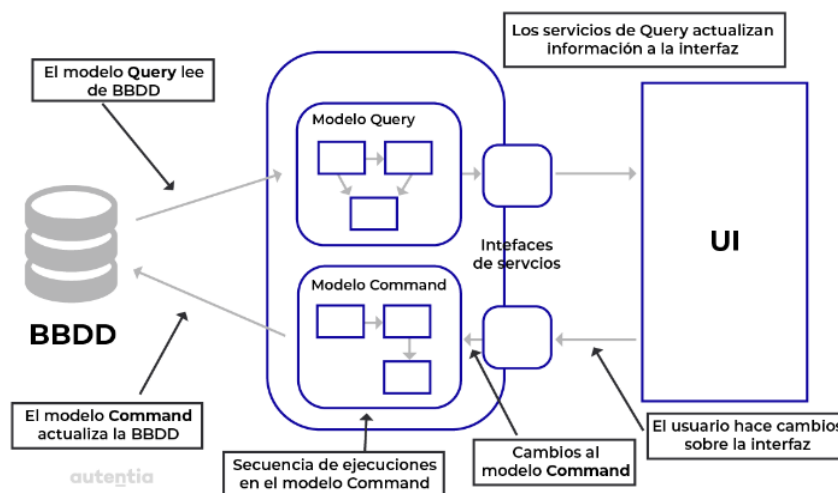 Los servicios de Query actualizan
información a la interfaz
El modelo Query lee
de BBDD
Modelo Query
Intefaces
de servcios
UI
Modelo Command
BBDD
El modelo Command
actualiza la BBDD
Secuencia de ejecuciones
en el modelo Command
Cambios al
modelo Command
El usuario hace cambios
sobre la interfaz
autentia